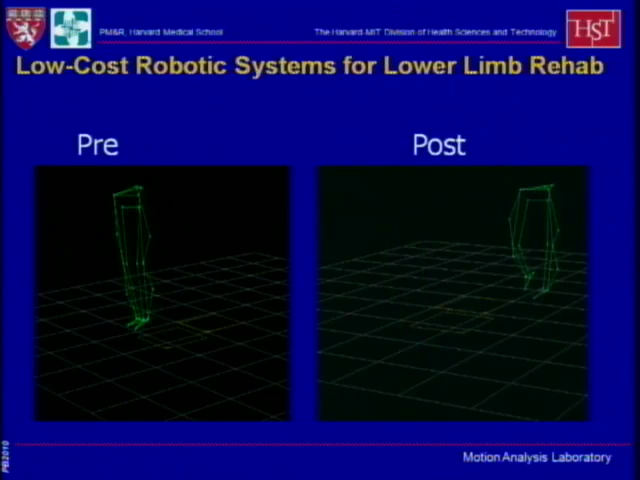 PM&R, Harvard Medical School
The Harvard-MIT Division of Health Sciences and Technology
HST
Low-Cost Robotic Systems for Lower Limb Rehab
Pre
Post
PB2010
Motion Analysis Laboratory